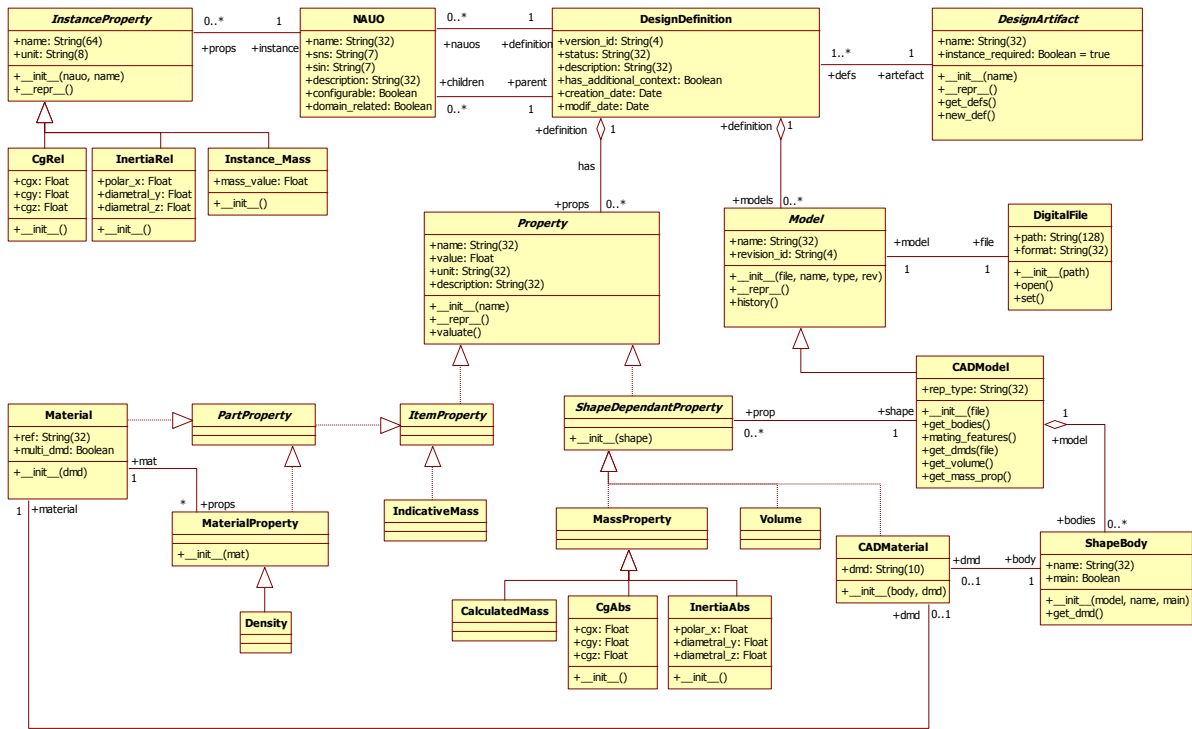 InstanceProperty
+name: String(64)
+unit: String(8)
+__init__(nauo, name)
+__repr__()
0..*
1
+props
+instance
NAUO
+name: String(32)
+sns: String(7)
+sin: String(7)
+description: String(32)
+configurable: Boolean
+domain_related: Boolean
0..*
1
+nauos
+definition
+children
+parent
0..*
1
DesignDefinition
+version_id: String(4)
+status: String(32)
+description: String(32)
+has_additional_context: Boolean
+creation_date: Date
+modif_date: Date
1..*
1
+defs
+artefact
DesignArtifact
+name: String(32)
+instance_required: Boolean = true
+__init__(name)
+__repr__()
+get_defs()
+new_def()
CgRel
+cgx: Float
+cgy: Float
+cgz: Float
+__init__()
InertiaRel
+polar_x: Float
+diametral_y: Float
+diametral_z: Float
+__init__()
Instance_Mass
+mass_value: Float
+__init__()
+definition
1
has
+props
0..*
+definition
1
+models
0..*
Property
+name: String(32)
+value: Float
+unit: String(32)
+description: String(32)
+__init__(name)
+__repr__()
+valuate()
Model
+name: String(32)
+revision_id: String(4)
+__init__(file, name, type, rev)
+__repr__()
+history()
+model
+file
1
1
DigitalFile
+path: String(128)
+format: String(32)
+__init__(path)
+open()
+set()
Material
+ref: String(32)
+multi_dmd: Boolean
+__init__(dmd)
PartProperty
ItemProperty
ShapeDependantProperty
+__init__(shape)
+prop
+shape
0..*
1
CADModel
+rep_type: String(32)
+__init__(file)
+get_bodies()
+mating_features()
+get_dmds(file)
+get_volume()
+get_mass_prop()
1
+model
+mat
1
*
+props
1
+material
MaterialProperty
+__init__(mat)
IndicativeMass
MassProperty
Volume
+bodies
0..*
CADMaterial
+dmd: String(10)
+__init__(body, dmd)
+dmd
+body
0..1
1
ShapeBody
+name: String(32)
+main: Boolean
+__init__(model, name, main)
+get_dmd()
+dmd
0..1
Density
CalculatedMass
CgAbs
+cgx: Float
+cgy: Float
+cgz: Float
+__init__()
InertiaAbs
+polar_x: Float
+diametral_y: Float
+diametral_z: Float
+__init__()